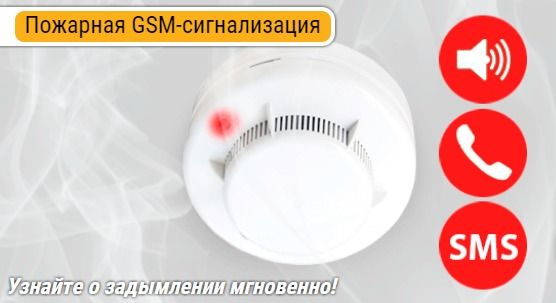 Пожарная GSM-сигнализация
SMS
Узнайте о задымлении мгновенно!